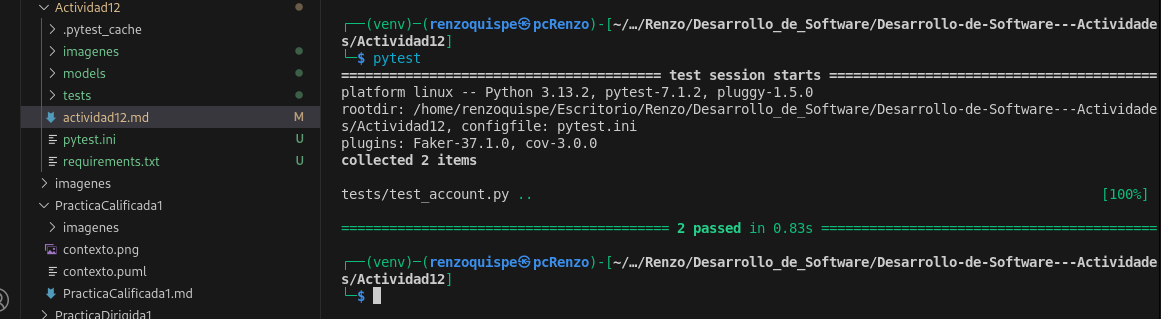 Actividad12
.pytest_cache
imagenes
models
tests
actividad12.md M
pytest.ini U
requirements.txt U
imagenes
PracticaCalificada1
imagenes
contexto.png
contexto.puml
PracticaCalificada1.md
PracticaDirigida1
┌──(venv)─(renzoquispe㉿pcRenzo)-[~/…/Renzo/Desarrollo_de_Software/Desarrollo-de-Software---Actividade
s/Actividad12]
└─$ pytest
======================================= test session starts ========================================
platform linux -- Python 3.13.2, pytest-7.1.2, pluggy-1.5.0
rootdir: /home/renzoquispe/Escritorio/Renzo/Desarrollo_de_Software/Desarrollo-de-Software---Actividade
s/Actividad12, configfile: pytest.ini
plugins: Faker-37.1.0, cov-3.0.0
collected 2 items
tests/test_account.py .. [100%]
======================================== 2 passed in 0.83s =========================================
┌──(venv)─(renzoquispe㉿pcRenzo)-[~/…/Renzo/Desarrollo_de_Software/Desarrollo-de-Software---Actividade
s/Actividad12]
└─$